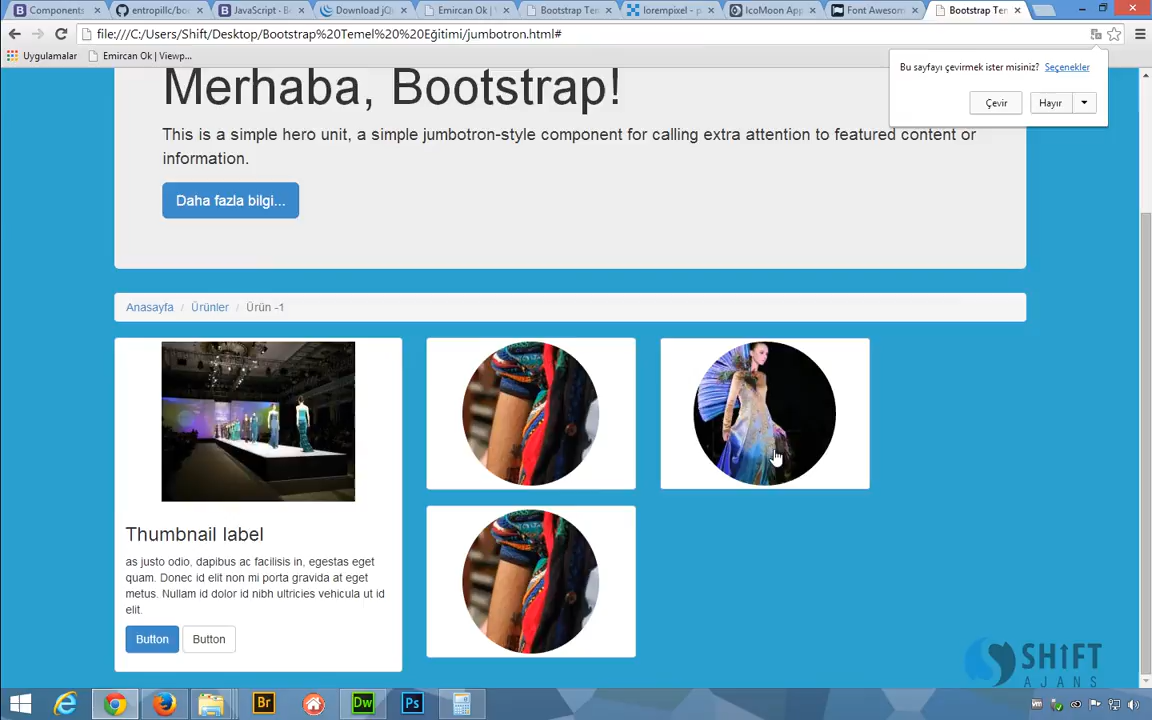 Components
entropillc/boo
JavaScript · B
Download jQ
Emircan Ok | V
Bootstrap Te
lorempixel - p
IcoMoon App
Font Awesom
Bootstrap Ten
file:///C:/Users/Shift/Desktop/Bootstrap%20Temel%20%20Eğitimi/jumbotron.html#
Uygulamalar
Emircan Ok | Viewp...
Bu sayfayı çevirmek ister misiniz? Seçenekler
Çevir
Hayır
Merhaba, Bootstrap!
This is a simple hero unit, a simple jumbotron-style component for calling extra attention to featured content or
information.
Daha fazla bilgi...
Anasayfa / Ürünler / Ürün -1
Thumbnail label
as justo odio, dapibus ac facilisis in, egestas eget
quam. Donec id elit non mi porta gravida at eget
metus. Nullam id dolor id nibh ultricies vehicula ut id
elit.
Button
Button
SHIFT
AJANS
Br
Dw
Ps